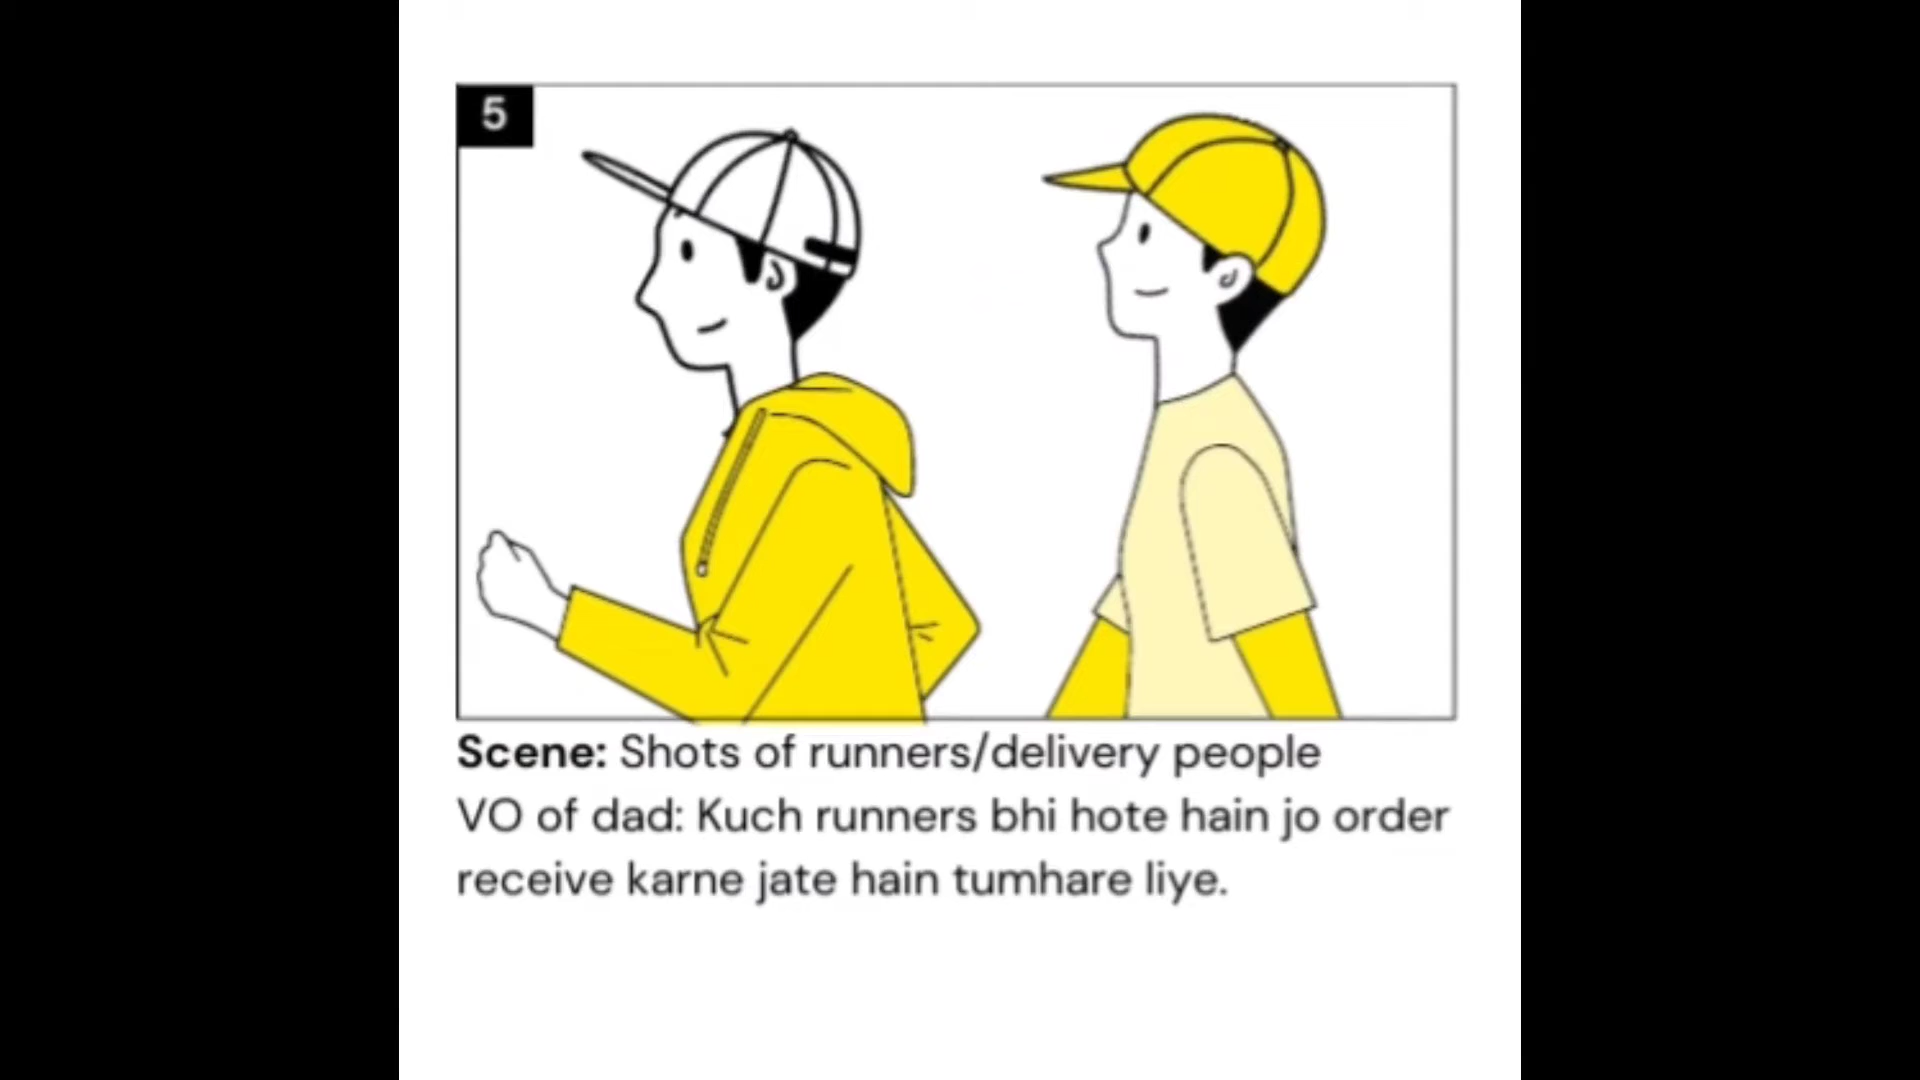 5
Scene: Shots of runners/delivery people
VO of dad: Kuch runners bhi hote hain jo order
receive karne jate hain tumhare liye.